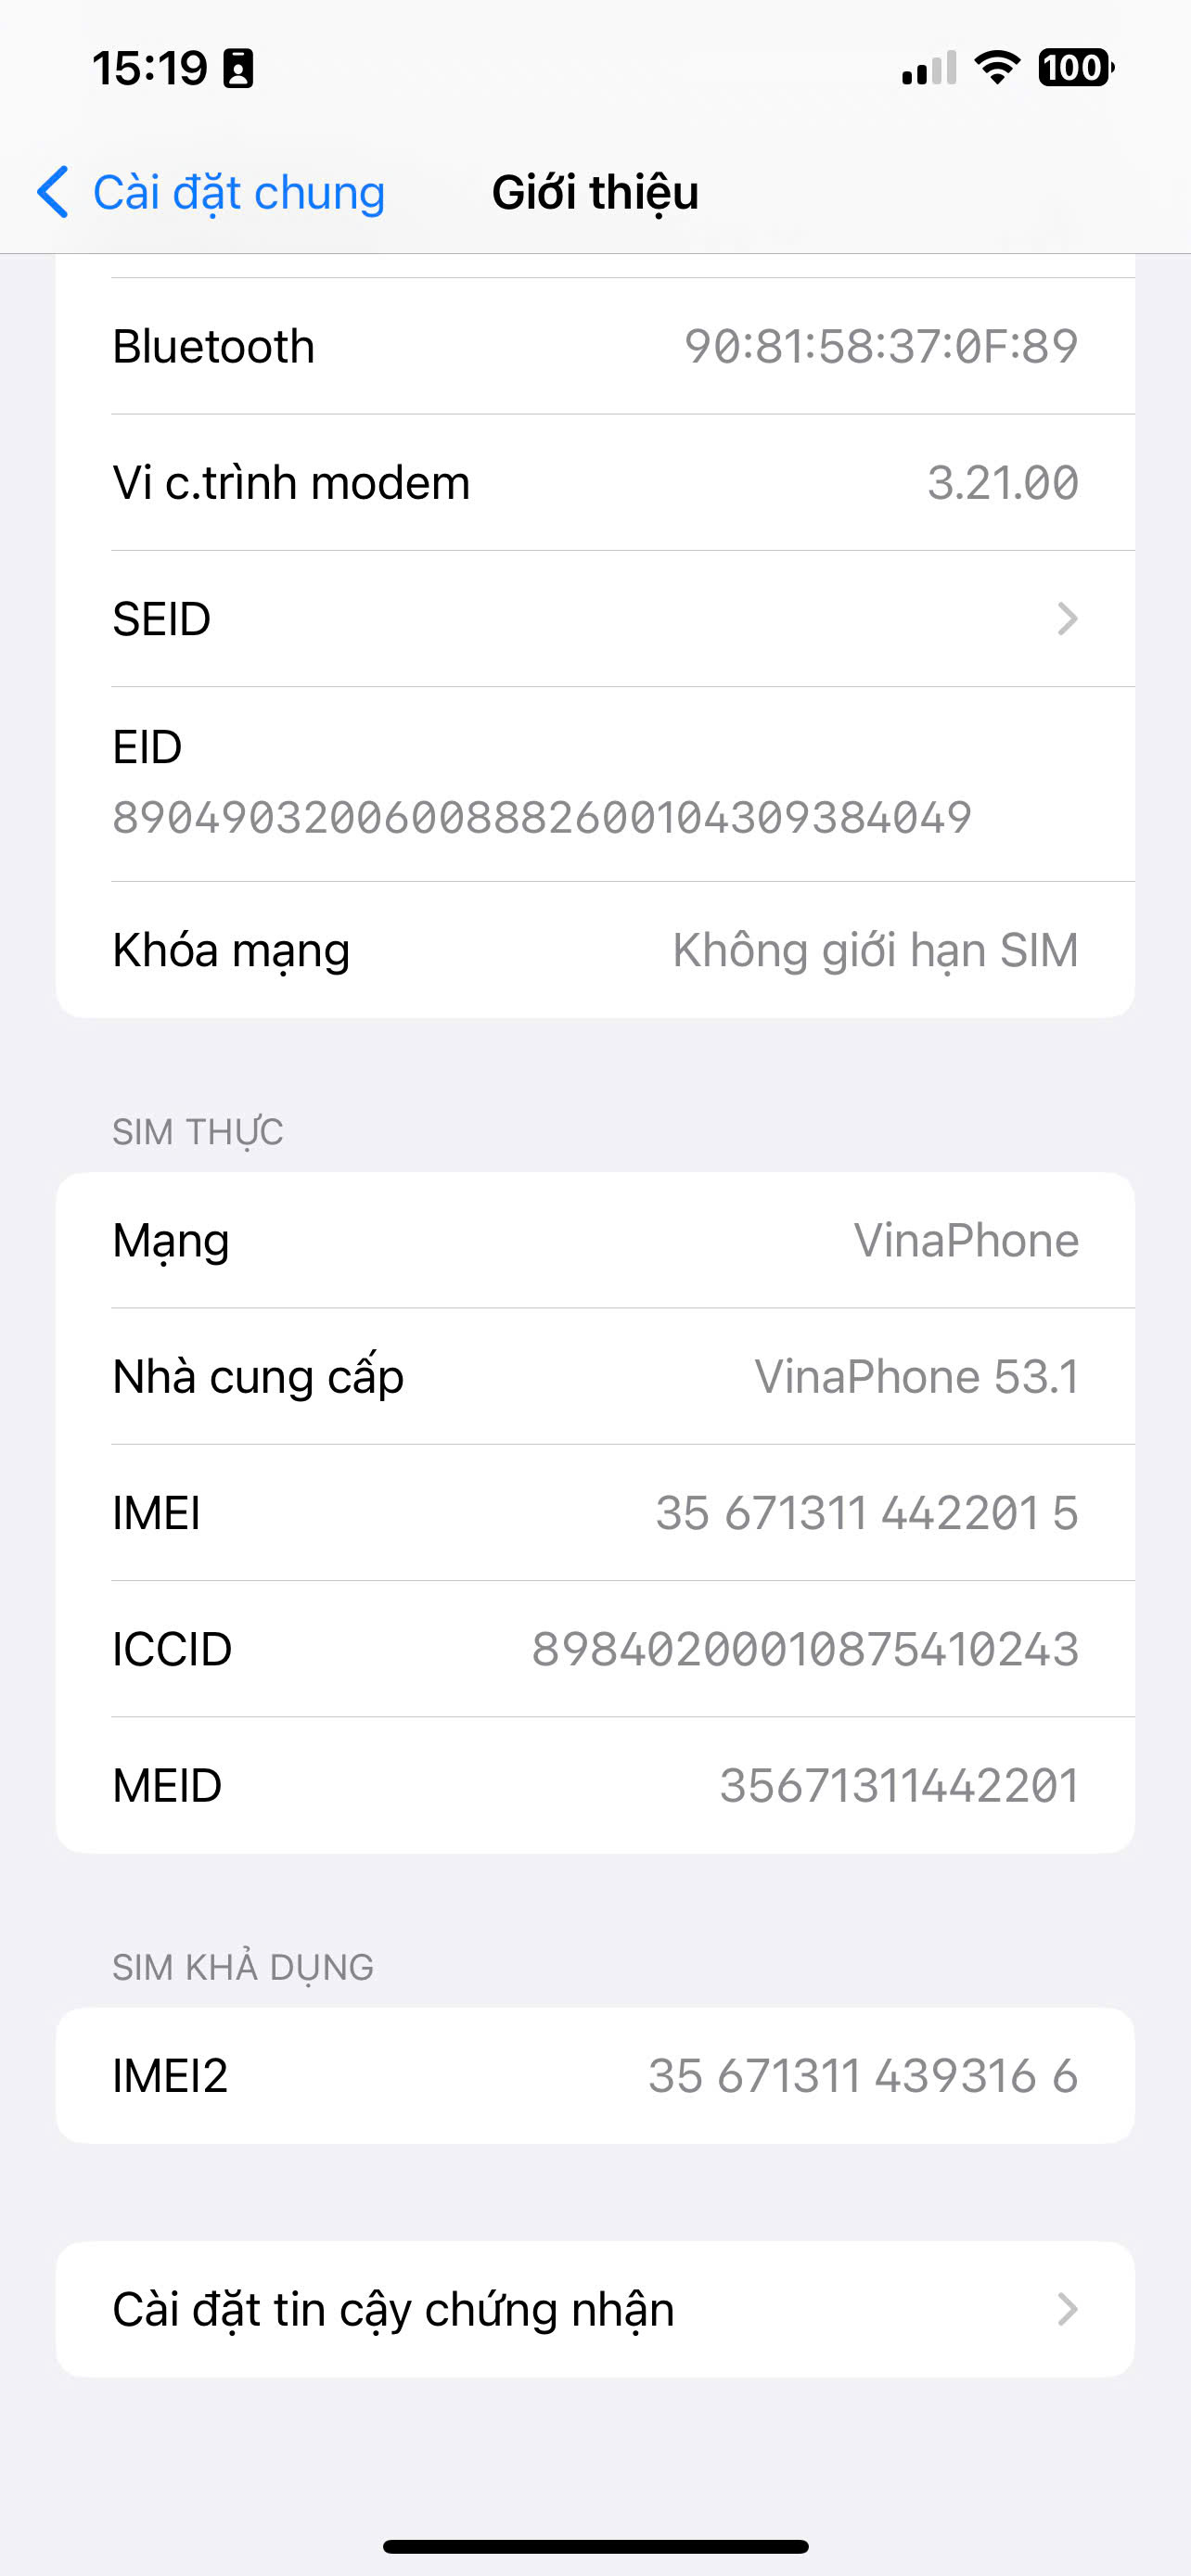 15:19
100
Cài đặt chung
Giới thiệu
Bluetooth 90:81:58:37:0F:89
Vi c.trình modem 3.21.00
SEID
EID
89049032006008882600104309384049
Khóa mạng Không giới hạn SIM
SIM THỰC
Mạng VinaPhone
Nhà cung cấp VinaPhone 53.1
IMEI 35 671311 442201 5
ICCID 89840200010875410243
MEID 35671311442201
SIM KHẢ DỤNG
IMEI2 35 671311 439316 6
Cài đặt tin cậy chứng nhận